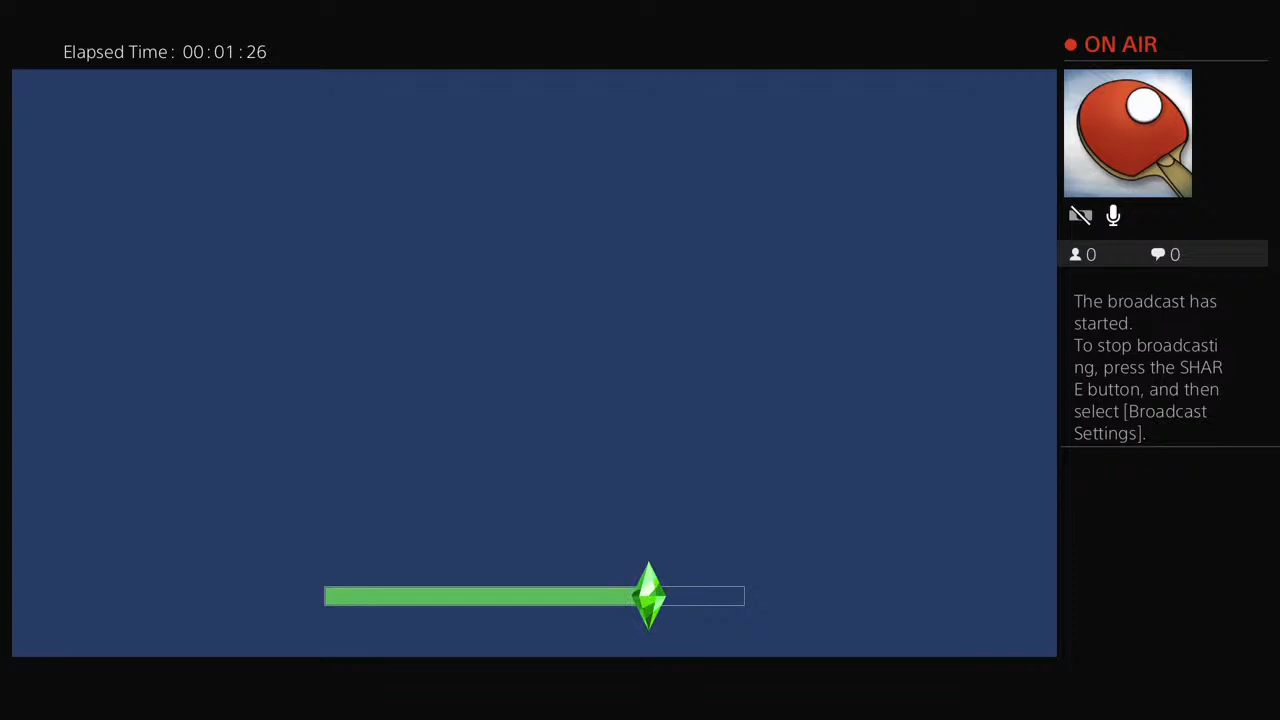 Elapsed Time: 00:01:26
ON AIR
0
0
The broadcast has
started.
To stop broadcasti
ng, press the SHAR
E button, and then
select [Broadcast
Settings].